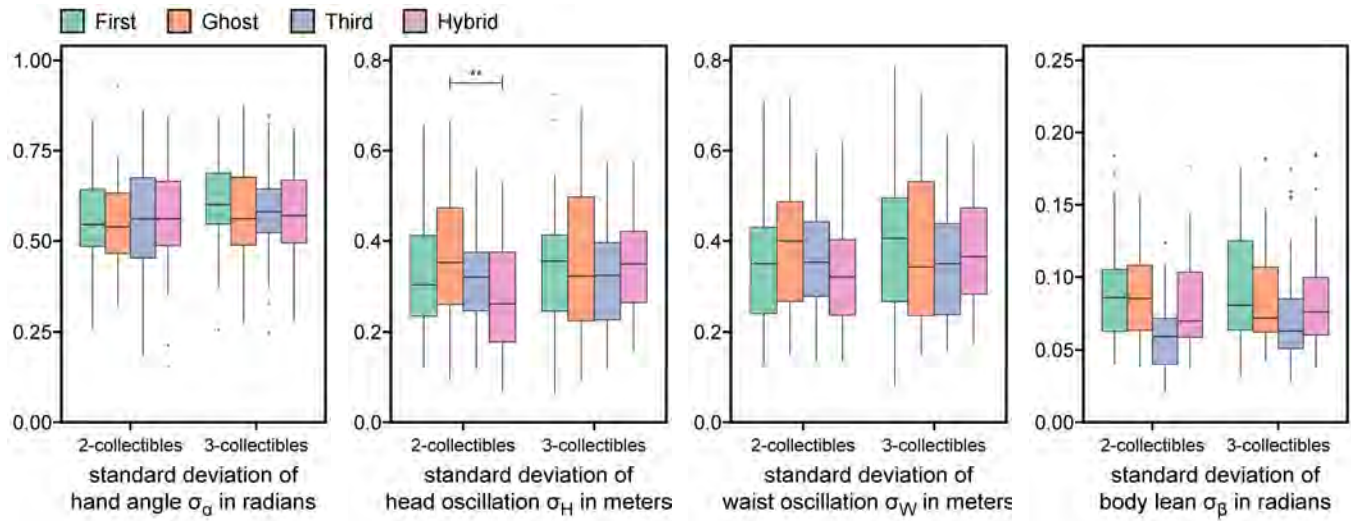 First Ghost Third Hybrid
1.00
0.75
0.50
0.25
0.00
2-collectibles 3-collectibles
standard deviation of
hand angle σα in radians
0.8
0.6
0.4
0.2
0.0
**
2-collectibles 3-collectibles
standard deviation of
head oscillation σH in meters
0.8
0.6
0.4
0.2
0.0
2-collectibles 3-collectibles
standard deviation of
waist oscillation σW in meters
0.25
0.20
0.15
0.10
0.05
0.00
2-collectibles 3-collectibles
standard deviation of
body lean σβ in radians